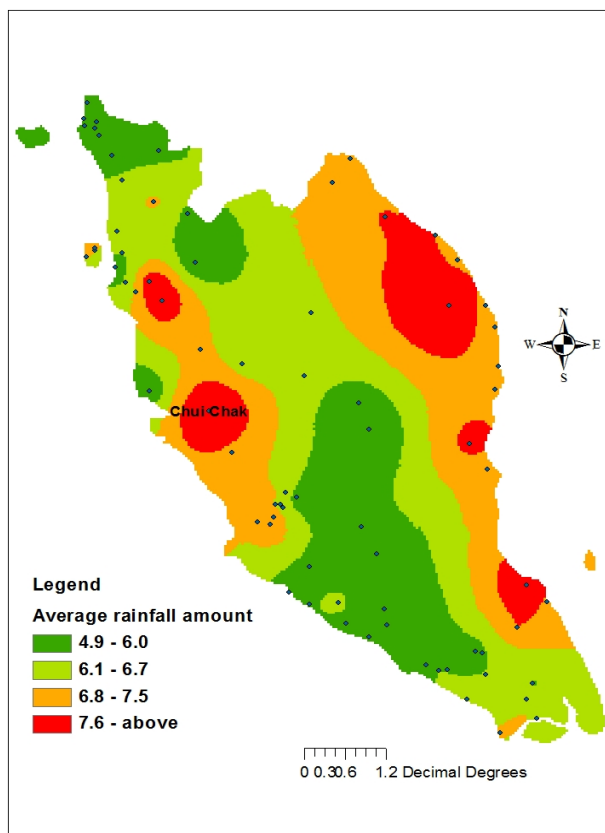 N
W E
S
Chui Chak
Legend
Average rainfall amount
4.9 - 6.0
6.1 - 6.7
6.8 - 7.5
7.6 - above
0 0.30.6 1.2 Decimal Degrees